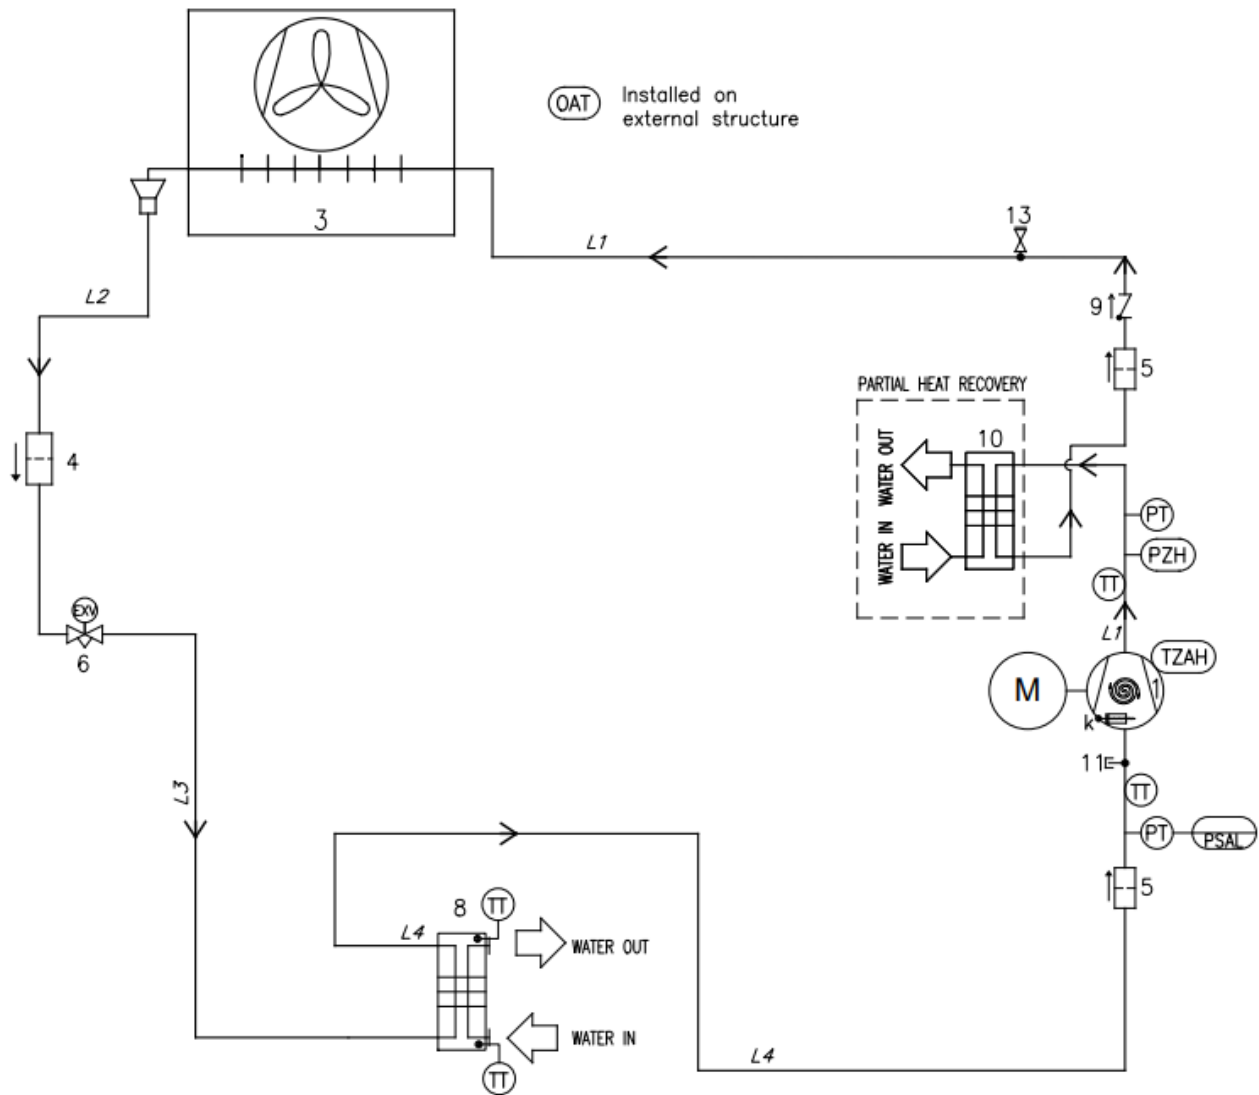 OAT
Installed on
external structure
3
13
L1
L2
9
5
PARTIAL HEAT RECOVERY
10
WATER OUT
WATER IN
4
PT
PZH
TT
L1
EXV
6
TZAH
M
1
k
11
TT
L3
PT
PSAL
5
8
TT
L4
WATER OUT
WATER IN
L4
TT